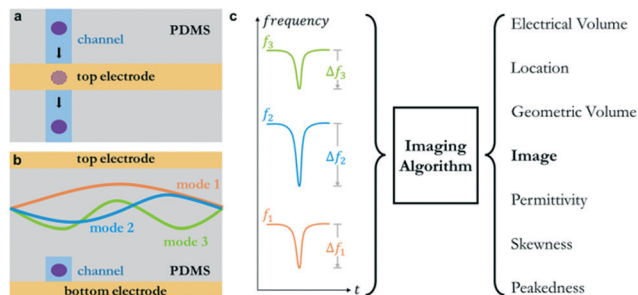 a
PDMS
channel
top electrode
b
top electrode
mode 1
mode 2
mode 3
channel
PDMS
bottom electrode
c
frequency
f3
Δf3
f2
Δf2
f1
Δf1
t
Imaging
Algorithm
Electrical Volume
Location
Geometric Volume
Image
Permittivity
Skewness
Peakedness